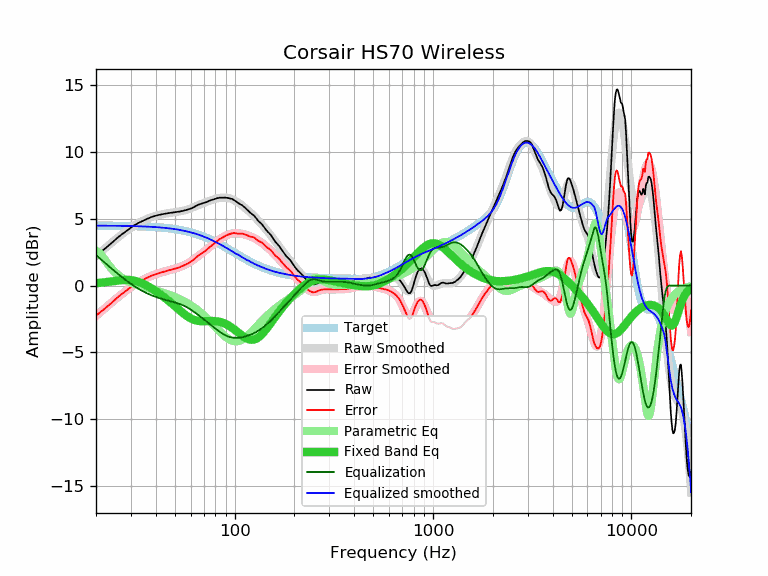 Corsair HS70 Wireless
15
10
5
0
−5
−10
−15
Amplitude (dBr)
Target
Raw Smoothed
Error Smoothed
Raw
Error
Parametric Eq
Fixed Band Eq
Equalization
Equalized smoothed
100
1000
10000
Frequency (Hz)